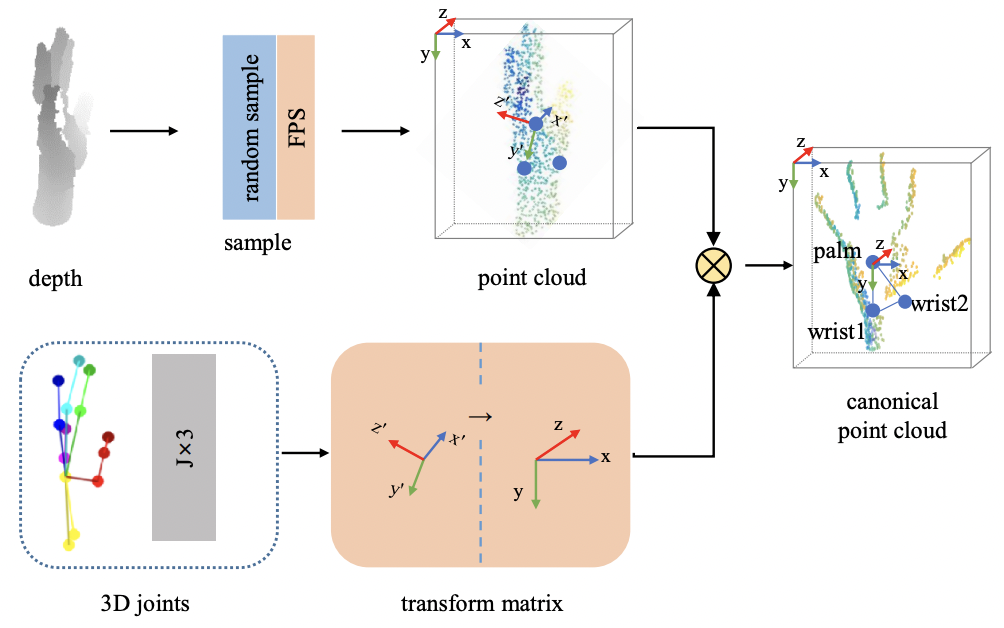 depth
random sample
FPS
sample
z
x
y
z'
x'
y'
point cloud
J×3
3D joints
z'
x'
y'
→
z
x
y
transform matrix
z
x
y
palm
z
x
y
wrist1
wrist2
canonical
point cloud